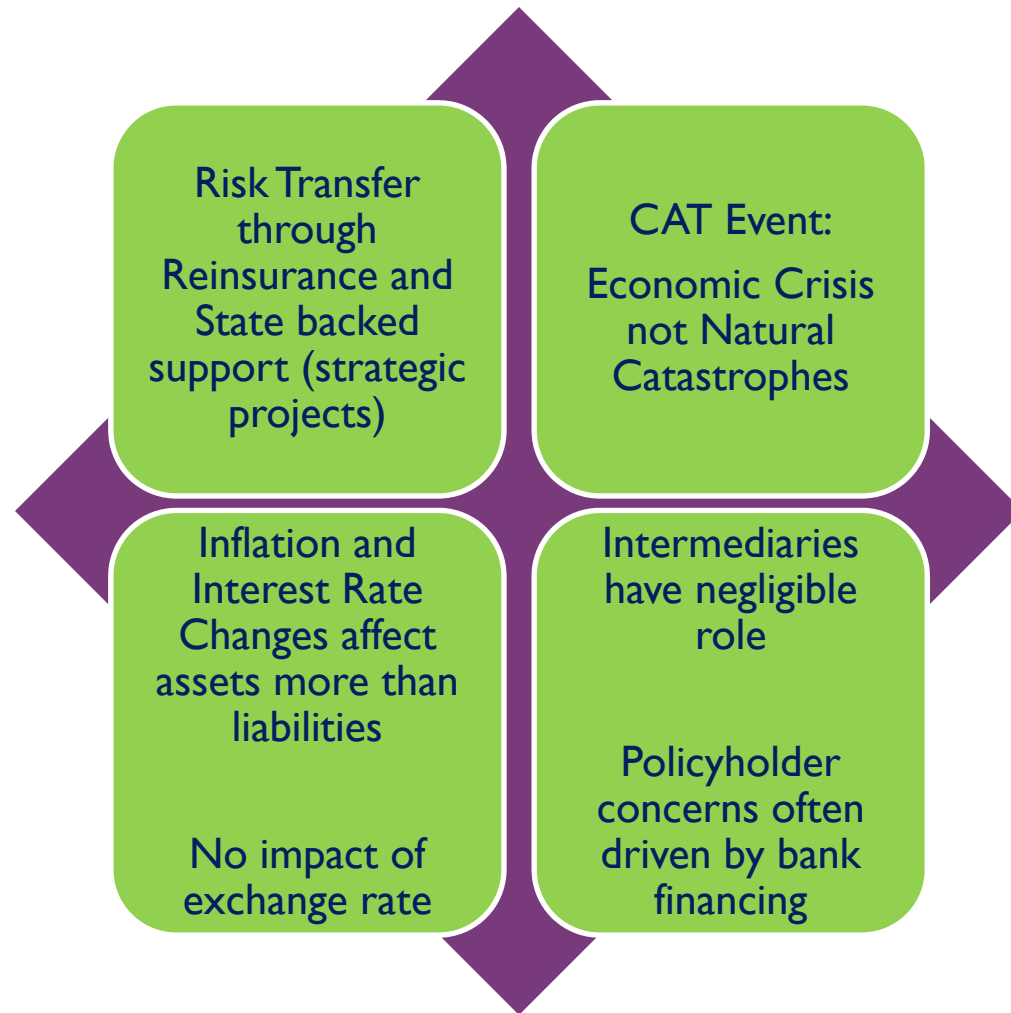 Risk Transfer
through
Reinsurance and
State backed
support (strategic
projects)
CAT Event:
Economic Crisis
not Natural
Catastrophes
Inflation and
Interest Rate
Changes affect
assets more than
liabilities
No impact of
exchange rate
Intermediaries
have negligible
role
Policyholder
concerns often
driven by bank
financing